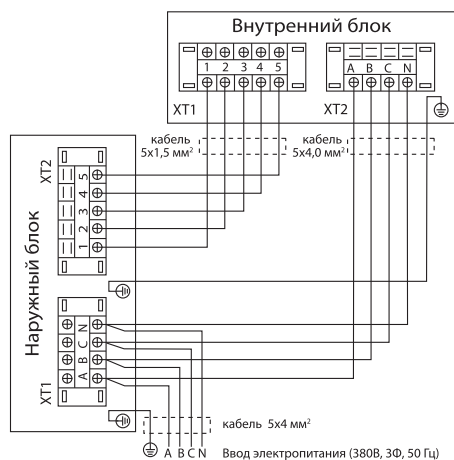 Внутренний блок
1 2 3 4 5
A B C N
XT1
XT2
кабель
5x1,5 мм²
кабель
5x4,0 мм²
Наружный блок
XT2
5
4
3
2
1
XT1
N
C
B
A
кабель 5x4 мм²
A B C N
Ввод электропитания (380В, 3Ф, 50 Гц)